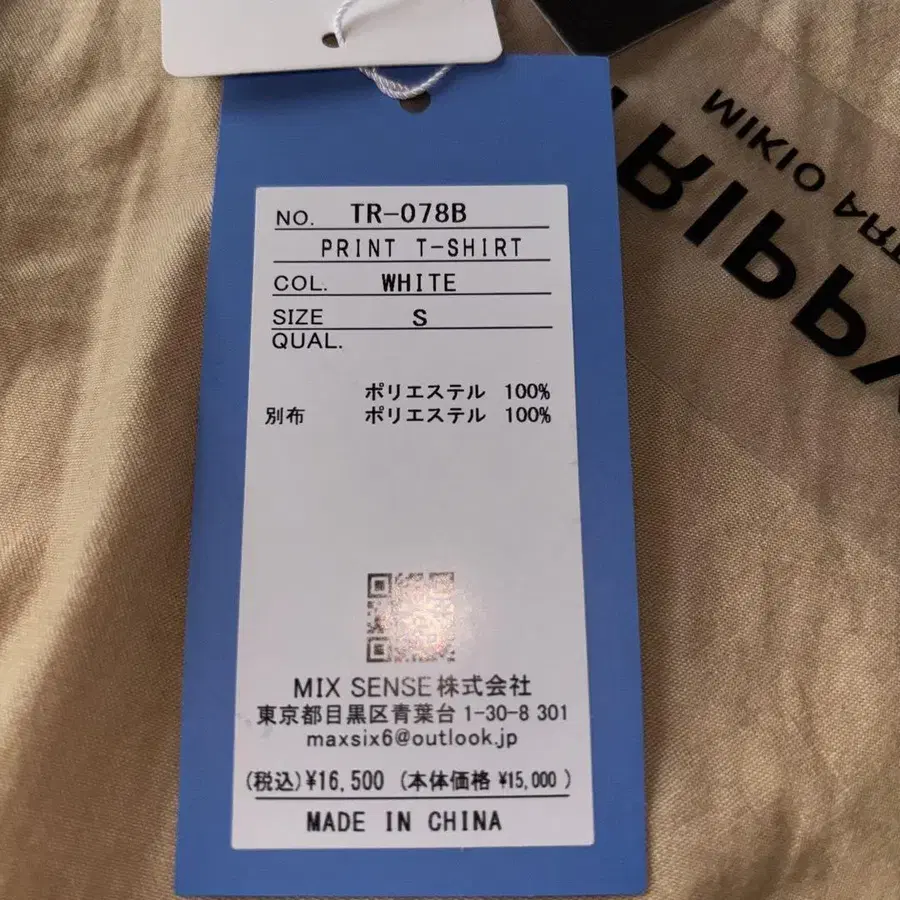 NO. TR-078B
PRINT T-SHIRT
COL. WHITE
SIZE S
QUAL.
ポリエステル 100%
別布 ポリエステル 100%
MIX SENSE株式会社
東京都目黒区青葉台 1-30-8 301
maxsix6@outlook.jp
(税込)¥16,500 (本体価格 ¥15,000 )
MADE IN CHINA
MIKIO